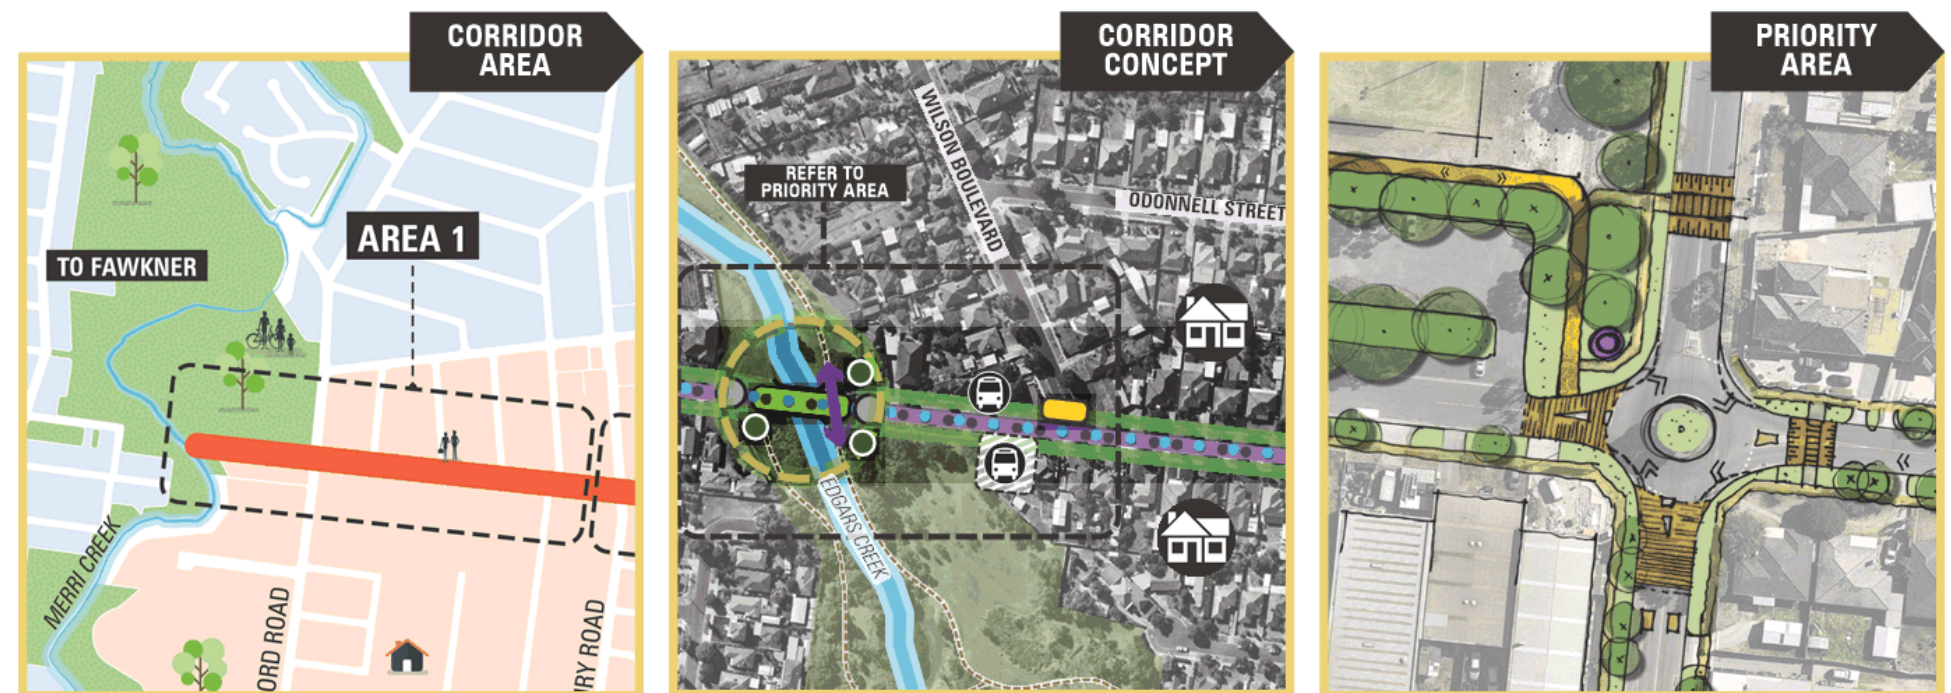 CORRIDOR
AREA
TO FAWKNER
AREA 1
MERRI CREEK
ORD ROAD
RY ROAD
CORRIDOR
CONCEPT
REFER TO
PRIORITY AREA
WILSON BOULEVARD
ODONNELL STREET
EDGARS CREEK
PRIORITY
AREA